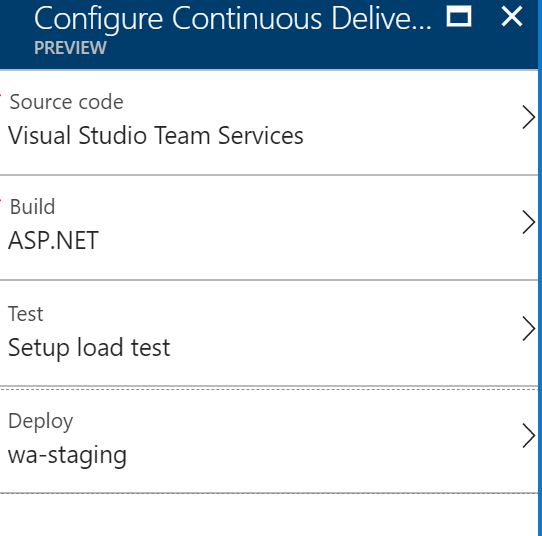 Configure Continuous Delive...
PREVIEW
Source code
Visual Studio Team Services
Build
ASP.NET
Test
Setup load test
Deploy
wa-staging